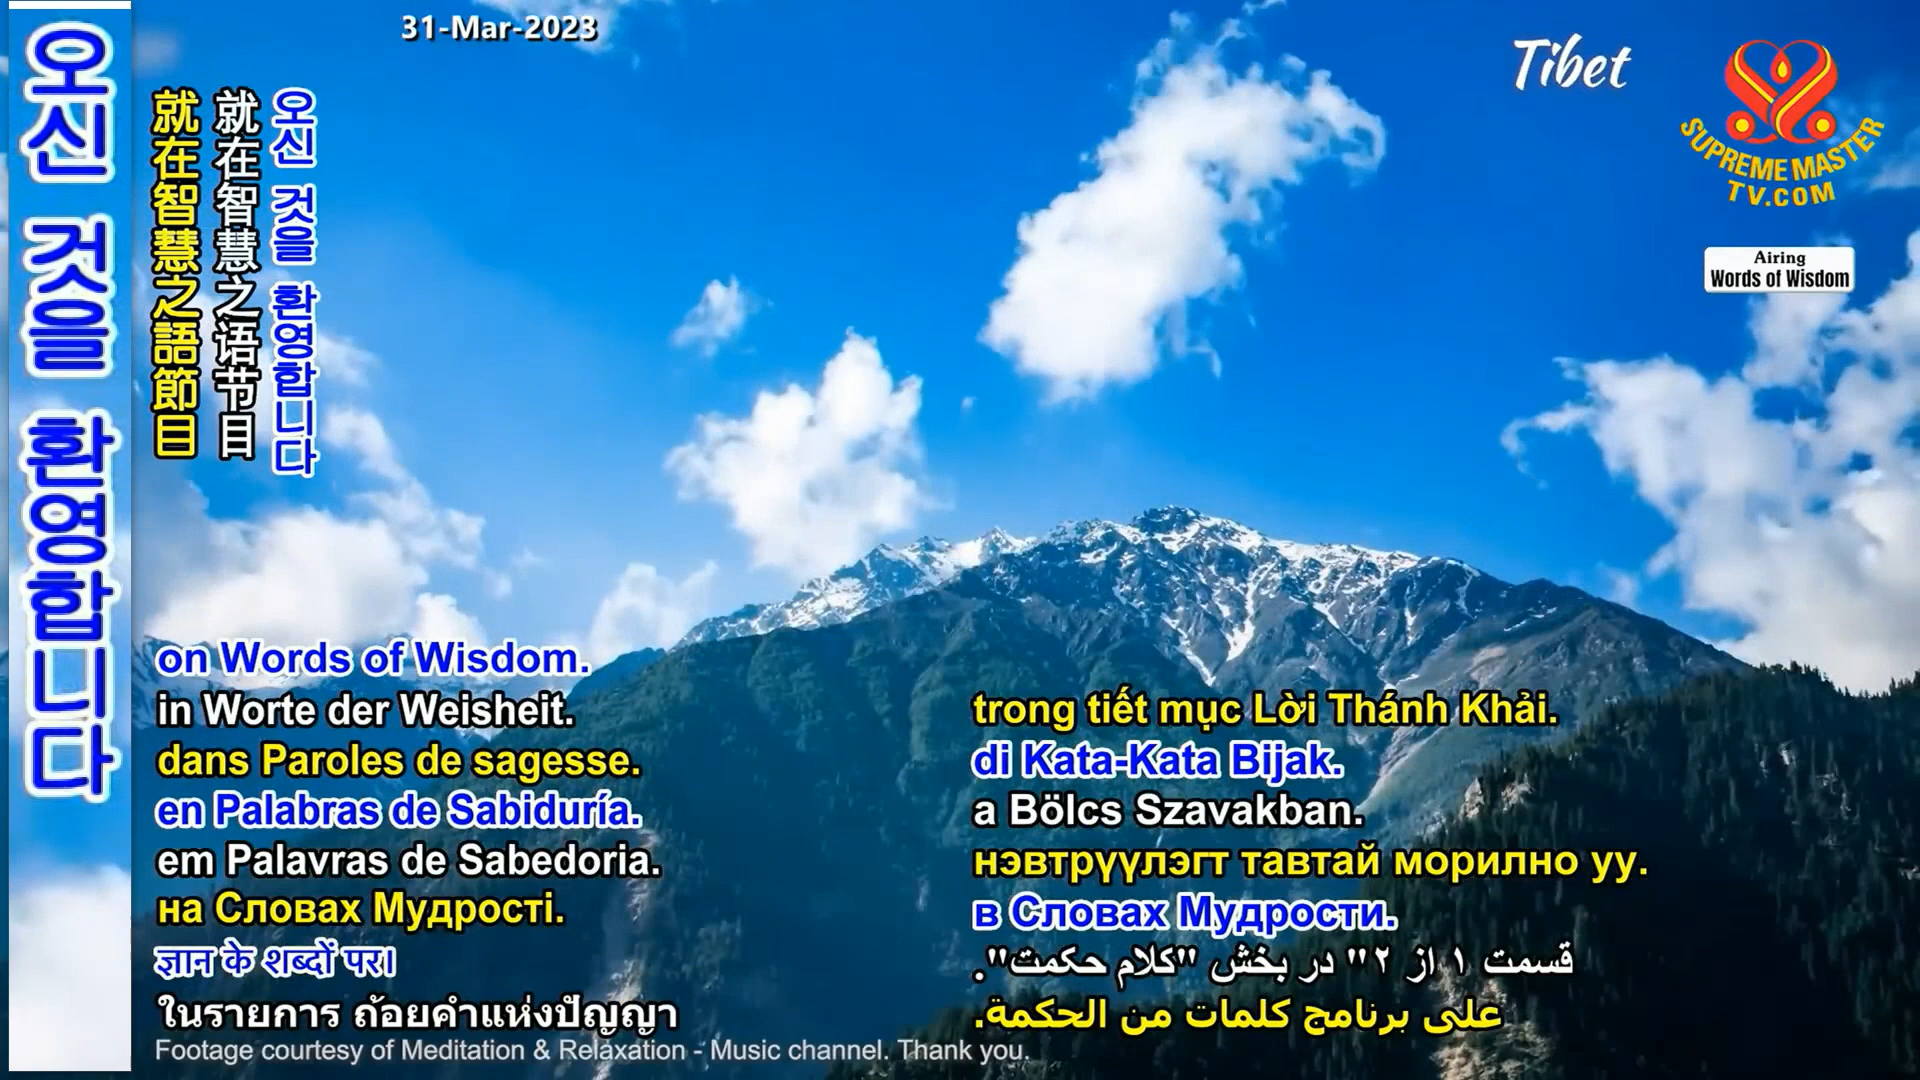 오신 것을 환영합니다
31-Mar-2023
就在智慧之語節目
就在智慧之语节目
오신 것을 환영합니다
Tibet
SUPREME MASTER
TV.COM
Airing
Words of Wisdom
on Words of Wisdom.
in Worte der Weisheit.
dans Paroles de sagesse.
en Palabras de Sabiduría.
em Palavras de Sabedoria.
на Словах Мудрості.
ज्ञान के शब्दों पर।
ในรายการ ถ้อยคำแห่งปัญญา
trong tiết mục Lời Thánh Khải.
di Kata-Kata Bijak.
a Bölcs Szavakban.
нэвтрүүлэгт тавтай морилно уу.
в Словах Мудрости.
قسمت ۱ از ۲" در بخش "کلام حکمت".
على برنامج كلمات من الحكمة.
Footage courtesy of Meditation & Relaxation - Music channel. Thank you.